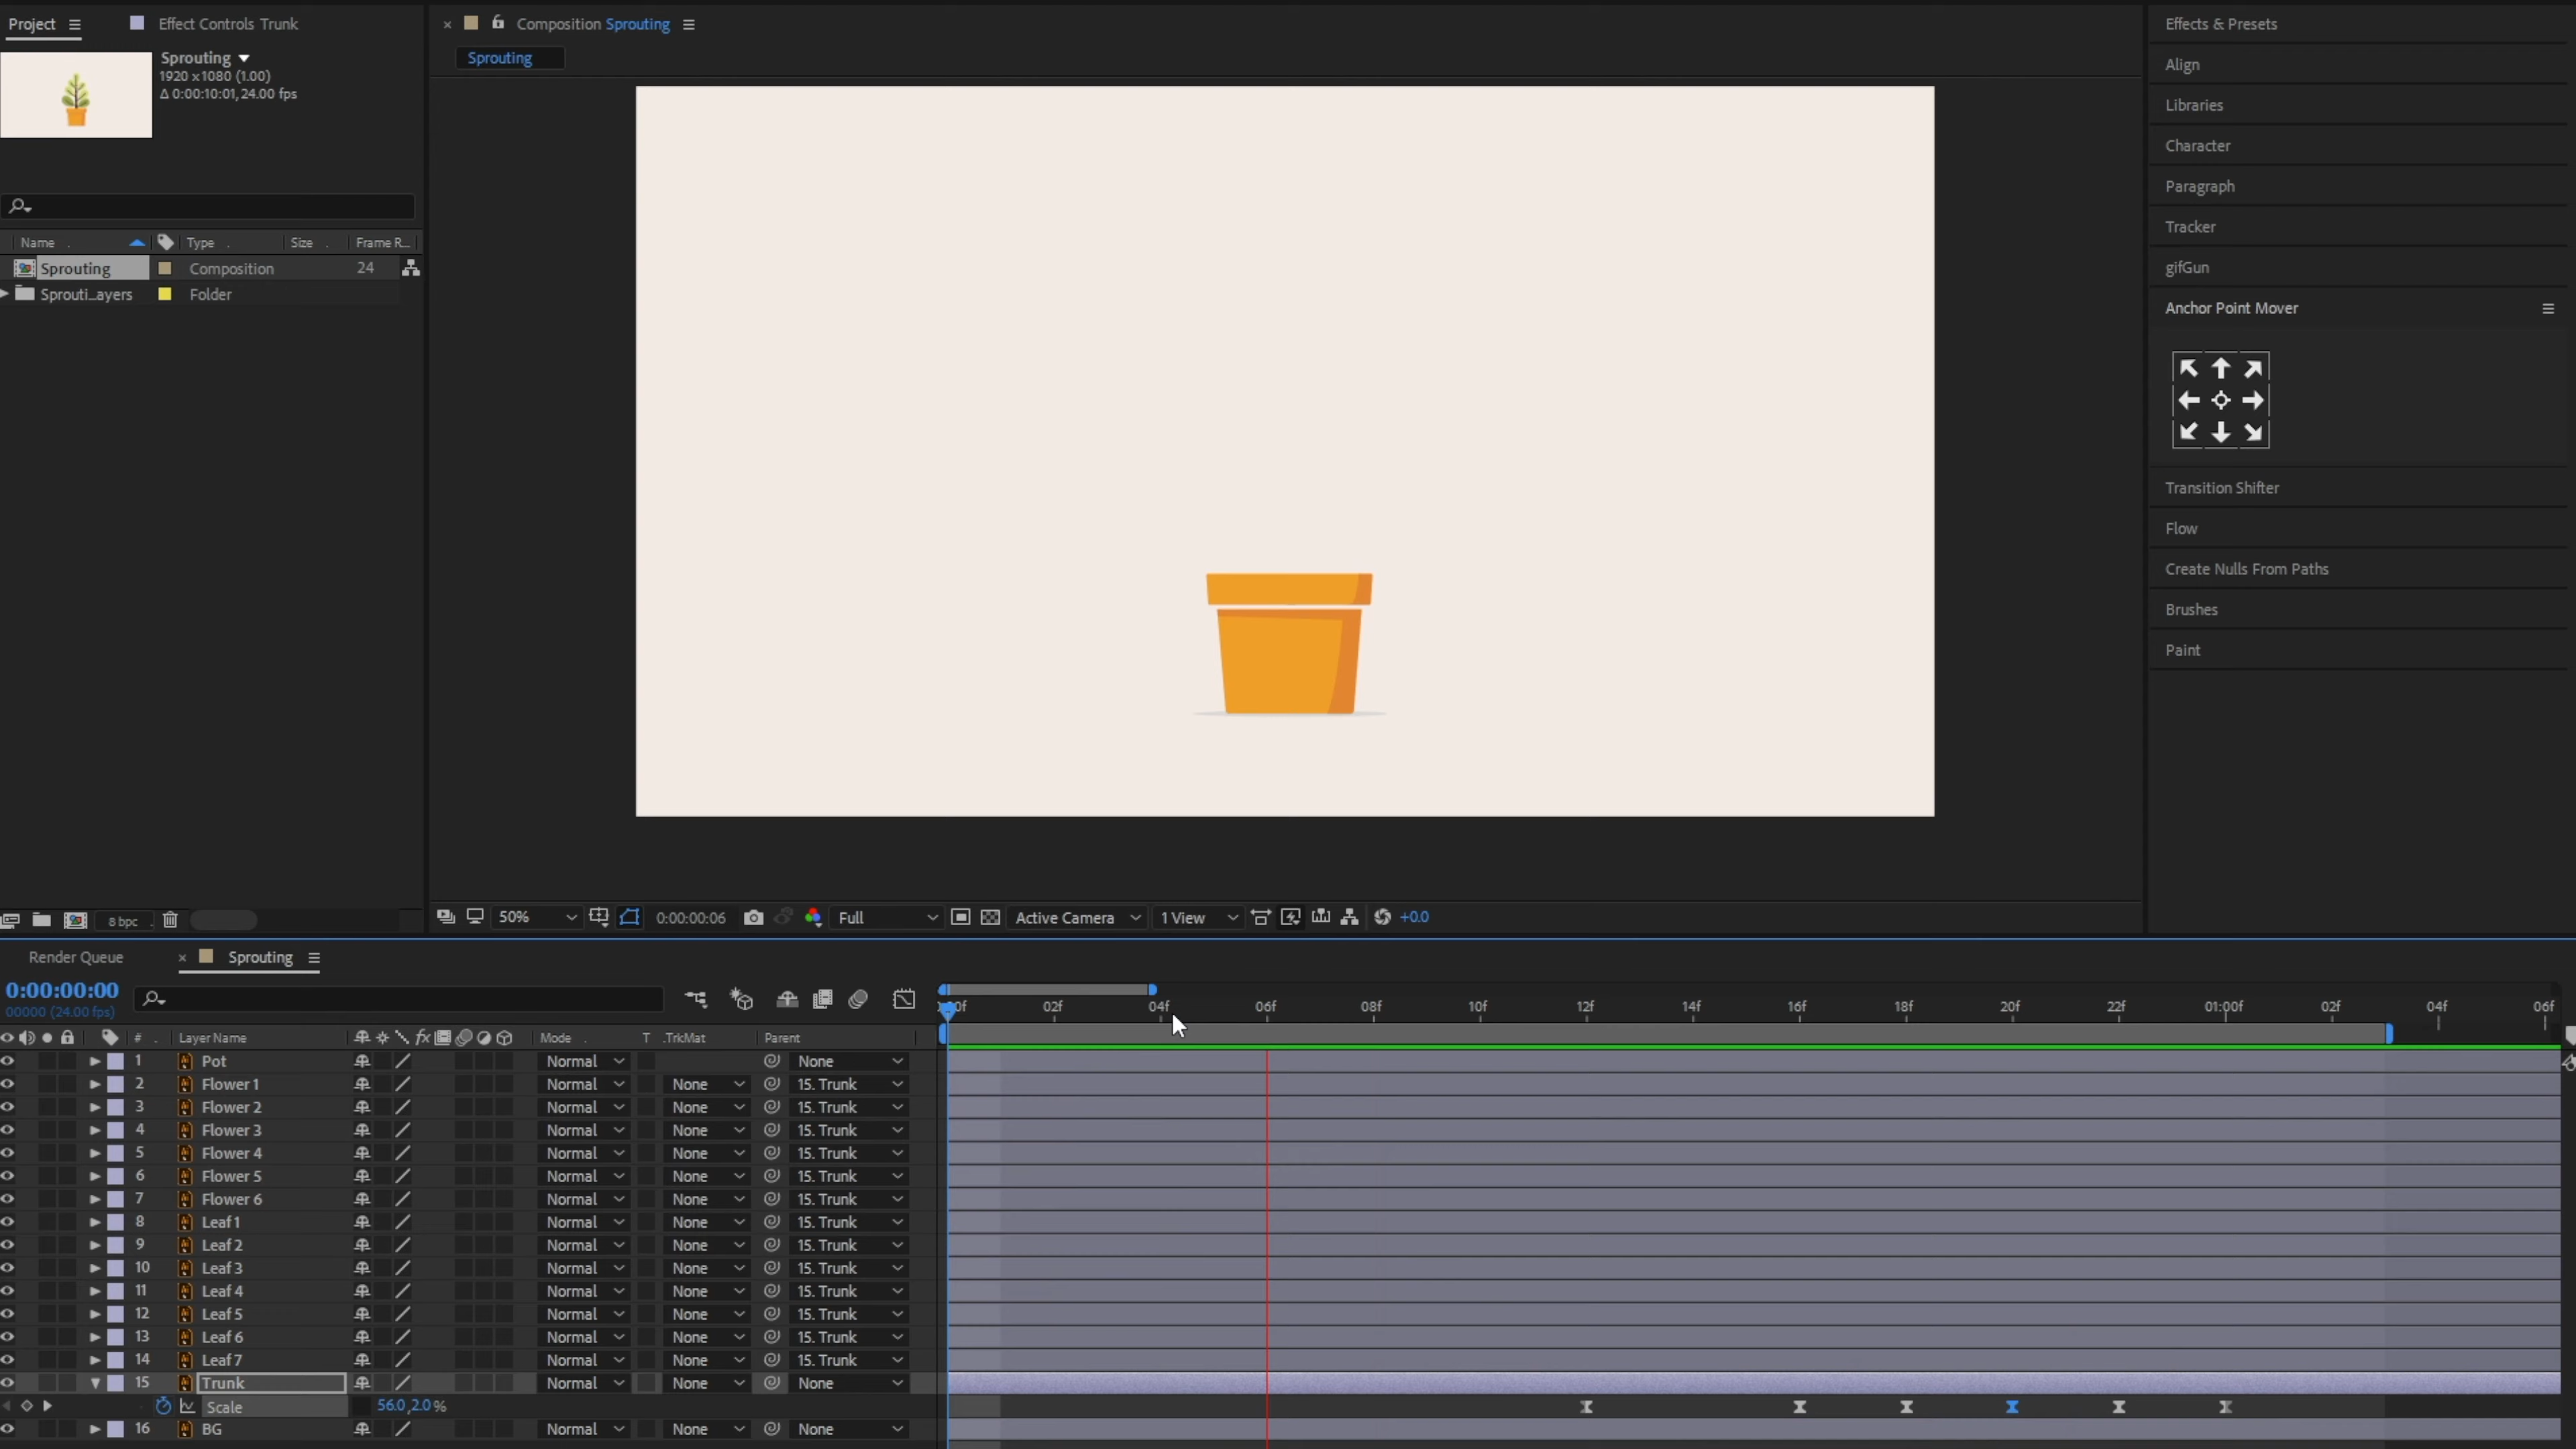 Project
Effect Controls Trunk
Composition Sprouting
Effects & Presets
Sprouting
1920 x1080 (1.00)
Δ 0:00:10:01, 24.00 fps
Sprouting
Align
Libraries
Character
Paragraph
Tracker
gifGun
Anchor Point Mover
Transition Shifter
Flow
Create Nulls From Paths
Brushes
Paint
Name Type Size Frame R...
Sprouting Composition 24
Sprouti...ayers Folder
8 bpc
50% 0:00:00:06 Full Active Camera 1 View +0.0
Render Queue
Sprouting
0:00:00:00
00000 (24.00 fps)
02f 04f 06f 08f 10f 12f 14f 16f 18f 20f 22f 01:00f 02f 04f 06f
# Layer Name fx Mode T .TrkMat Parent
1 Pot Normal None
2 Flower 1 Normal None 15. Trunk
3 Flower 2 Normal None 15. Trunk
4 Flower 3 Normal None 15. Trunk
5 Flower 4 Normal None 15. Trunk
6 Flower 5 Normal None 15. Trunk
7 Flower 6 Normal None 15. Trunk
8 Leaf 1 Normal None 15. Trunk
9 Leaf 2 Normal None 15. Trunk
10 Leaf 3 Normal None 15. Trunk
11 Leaf 4 Normal None 15. Trunk
12 Leaf 5 Normal None 15. Trunk
13 Leaf 6 Normal None 15. Trunk
14 Leaf 7 Normal None 15. Trunk
15 Trunk Normal None None
Scale 56.0, 2.0 %
16 BG Normal None None